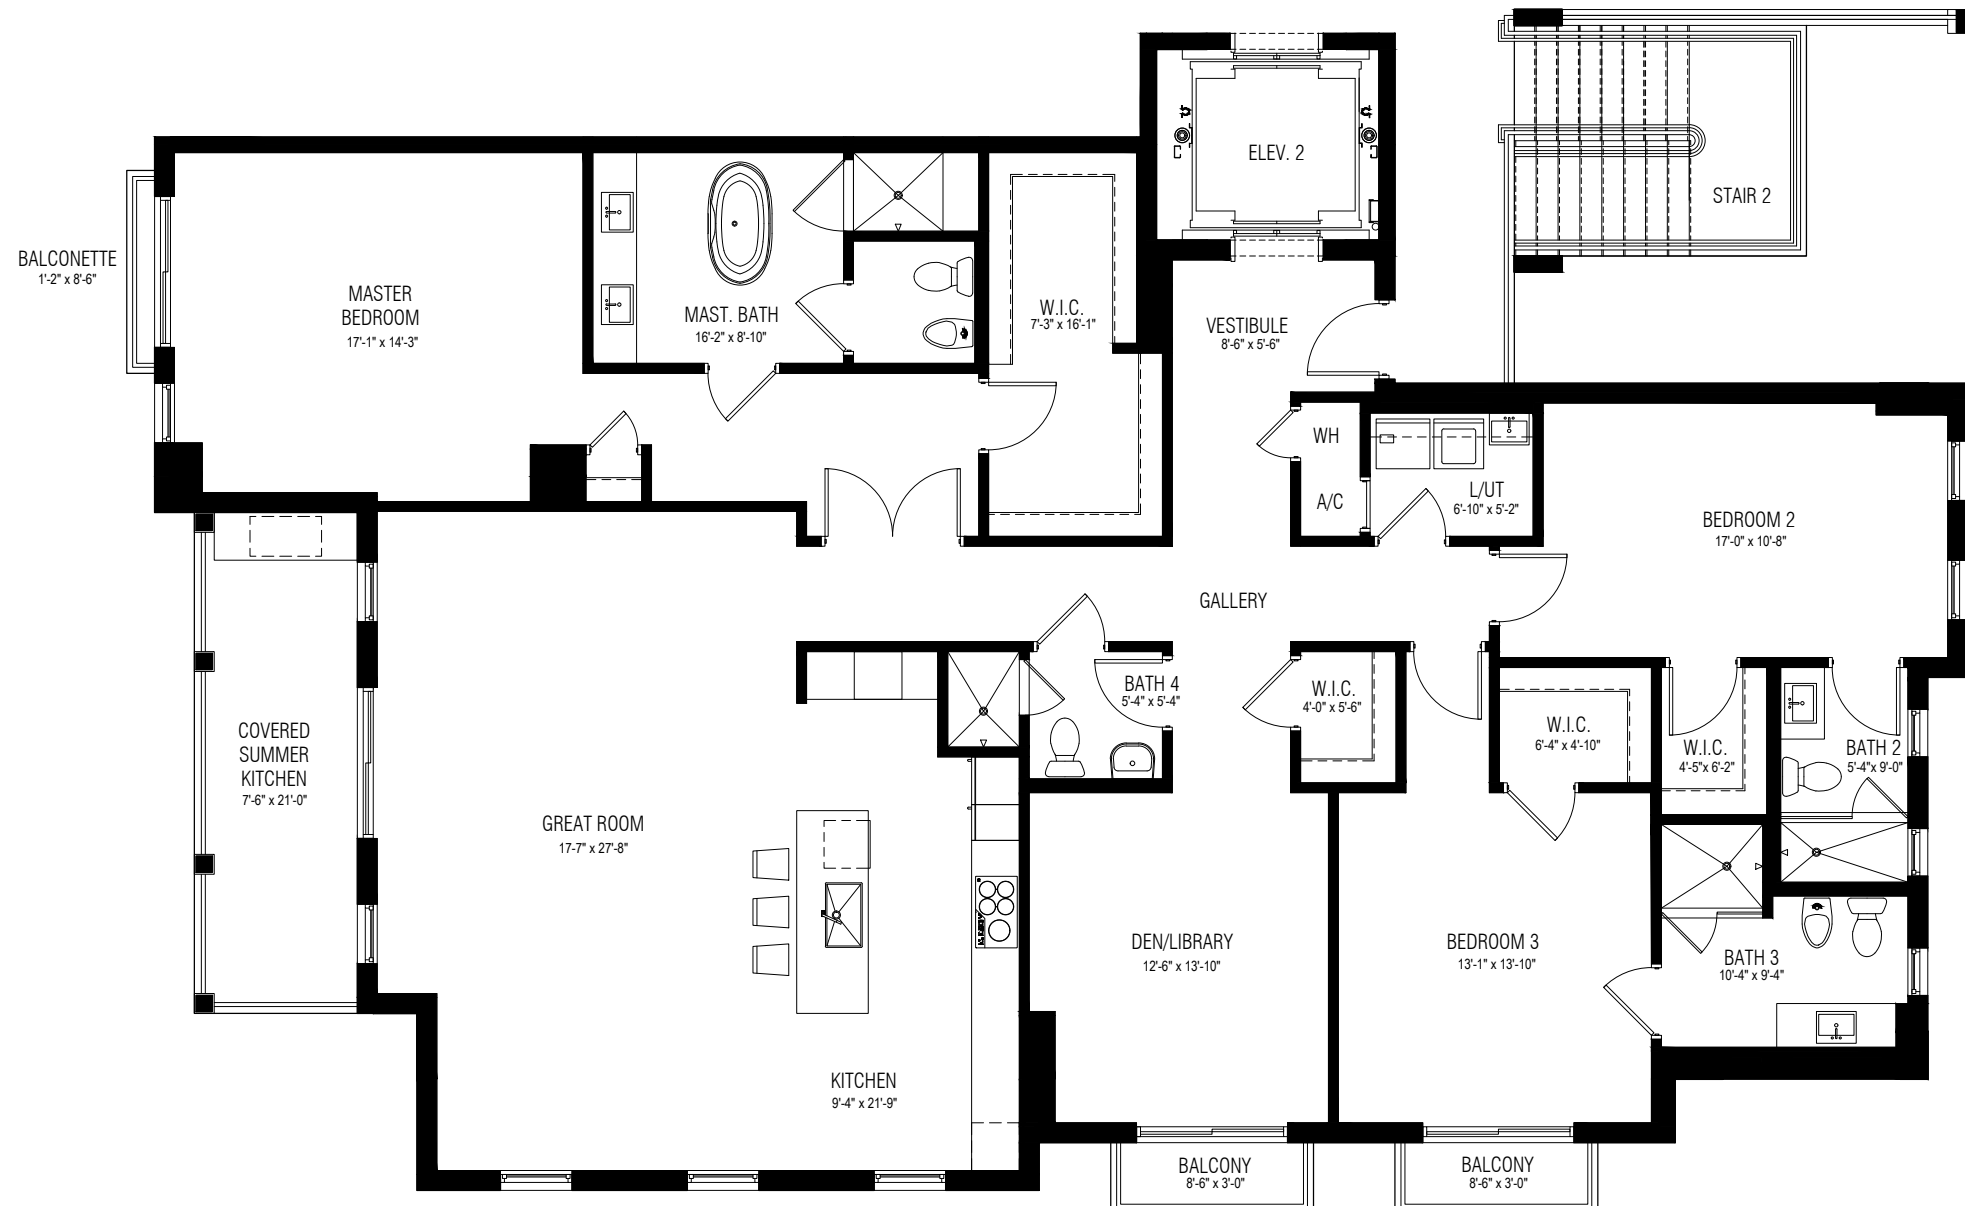 ELEV. 2
STAIR 2
BALCONETTE
1'-2" x 8'-6"
MASTER
BEDROOM
17'-1" x 14'-3"
MAST. BATH
16'-2" x 8'-10"
W.I.C.
7'-3" x 16'-1"
VESTIBULE
8'-6" x 5'-6"
WH
A/C
L/UT
6'-10" x 5'-2"
BEDROOM 2
17'-0" x 10'-8"
GALLERY
BATH 4
5'-4" x 5'-4"
W.I.C.
4'-0" x 5'-6"
W.I.C.
6'-4" x 4'-10"
W.I.C.
4'-5"x 6'-2"
BATH 2
5'-4"x 9'-0"
COVERED
SUMMER
KITCHEN
7'-6" x 21'-0"
GREAT ROOM
17-7" x 27'-8"
DEN/LIBRARY
12'-6" x 13'-10"
BEDROOM 3
13'-1" x 13'-10"
BATH 3
10'-4" x 9'-4"
KITCHEN
9'-4" x 21'-9"
BALCONY
8'-6" x 3'-0"
BALCONY
8'-6" x 3'-0"